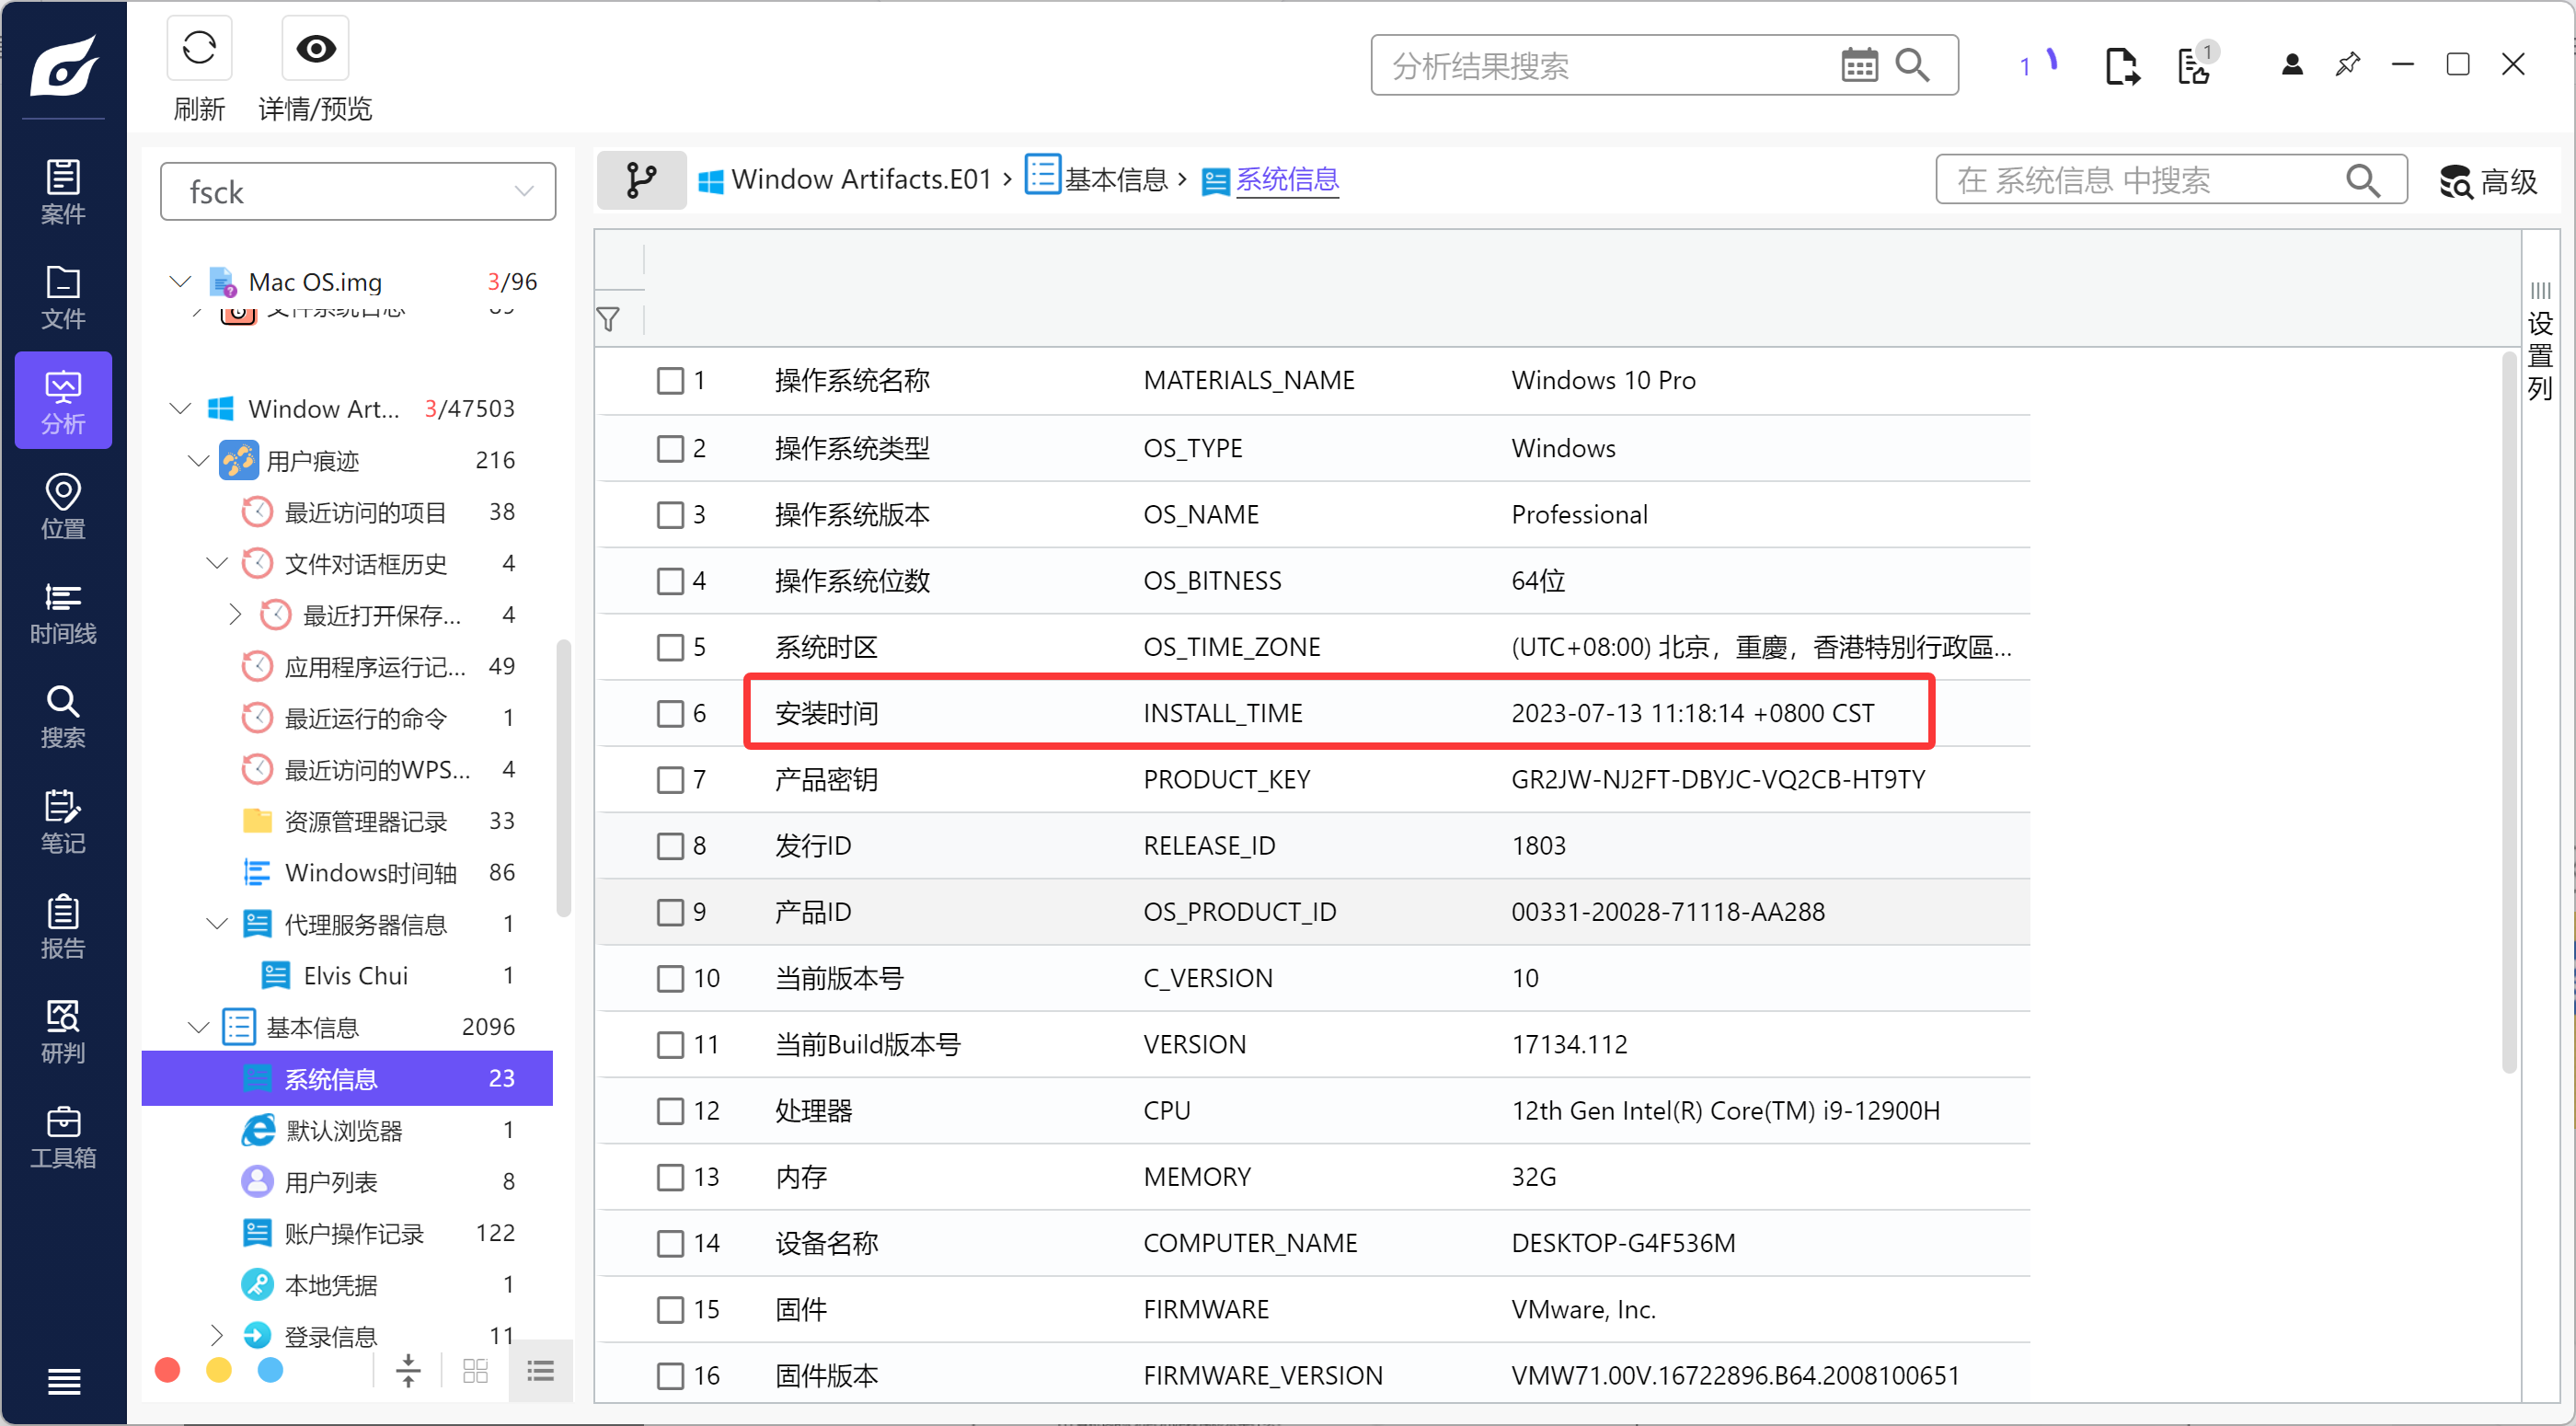 刷新
详情/预览
分析结果搜索
1
1
案件
文件
分析
位置
时间线
搜索
笔记
报告
研判
工具箱
fsck
Mac OS.img 3/96
文件系统日志 89
Window Art... 3/47503
用户痕迹 216
最近访问的项目 38
文件对话框历史 4
最近打开保存... 4
应用程序运行记... 49
最近运行的命令 1
最近访问的WPS... 4
资源管理器记录 33
Windows时间轴 86
代理服务器信息 1
Elvis Chui 1
基本信息 2096
系统信息 23
默认浏览器 1
用户列表 8
账户操作记录 122
本地凭据 1
登录信息 11
Window Artifacts.E01 › 基本信息 › 系统信息
在 系统信息 中搜索
高级
设置列
1 操作系统名称 MATERIALS_NAME Windows 10 Pro
2 操作系统类型 OS_TYPE Windows
3 操作系统版本 OS_NAME Professional
4 操作系统位数 OS_BITNESS 64位
5 系统时区 OS_TIME_ZONE (UTC+08:00) 北京，重慶，香港特別行政區...
6 安装时间 INSTALL_TIME 2023-07-13 11:18:14 +0800 CST
7 产品密钥 PRODUCT_KEY GR2JW-NJ2FT-DBYJC-VQ2CB-HT9TY
8 发行ID RELEASE_ID 1803
9 产品ID OS_PRODUCT_ID 00331-20028-71118-AA288
10 当前版本号 C_VERSION 10
11 当前Build版本号 VERSION 17134.112
12 处理器 CPU 12th Gen Intel(R) Core(TM) i9-12900H
13 内存 MEMORY 32G
14 设备名称 COMPUTER_NAME DESKTOP-G4F536M
15 固件 FIRMWARE VMware, Inc.
16 固件版本 FIRMWARE_VERSION VMW71.00V.16722896.B64.2008100651